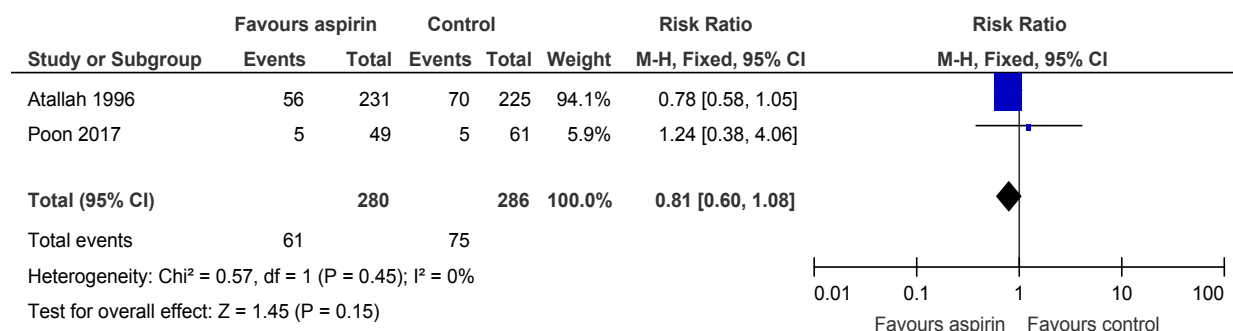 Favours aspirin Control Risk Ratio Risk Ratio
Study or Subgroup Events Total Events Total Weight M-H, Fixed, 95% CI M-H, Fixed, 95% CI
Atallah 1996 56 231 70 225 94.1% 0.78 [0.58, 1.05]
Poon 2017 5 49 5 61 5.9% 1.24 [0.38, 4.06]
Total (95% CI) 280 286 100.0% 0.81 [0.60, 1.08]
Total events 61 75
Heterogeneity: Chi² = 0.57, df = 1 (P = 0.45); I² = 0%
Test for overall effect: Z = 1.45 (P = 0.15)
0.01 0.1 1 10 100
Favours aspirin Favours control